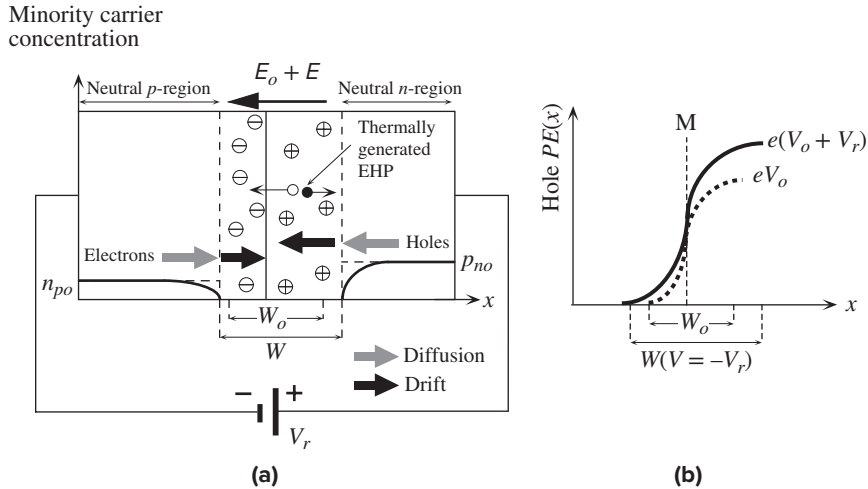 Minority carrier
concentration
E_o + E
Neutral p-region
Neutral n-region
Thermally
generated
EHP
Electrons
Holes
n_po
p_no
x
W_o
W
Diffusion
Drift
− +
V_r
(a)
Hole PE(x)
M
e(V_o + V_r)
eV_o
x
W_o
W(V = −V_r)
(b)